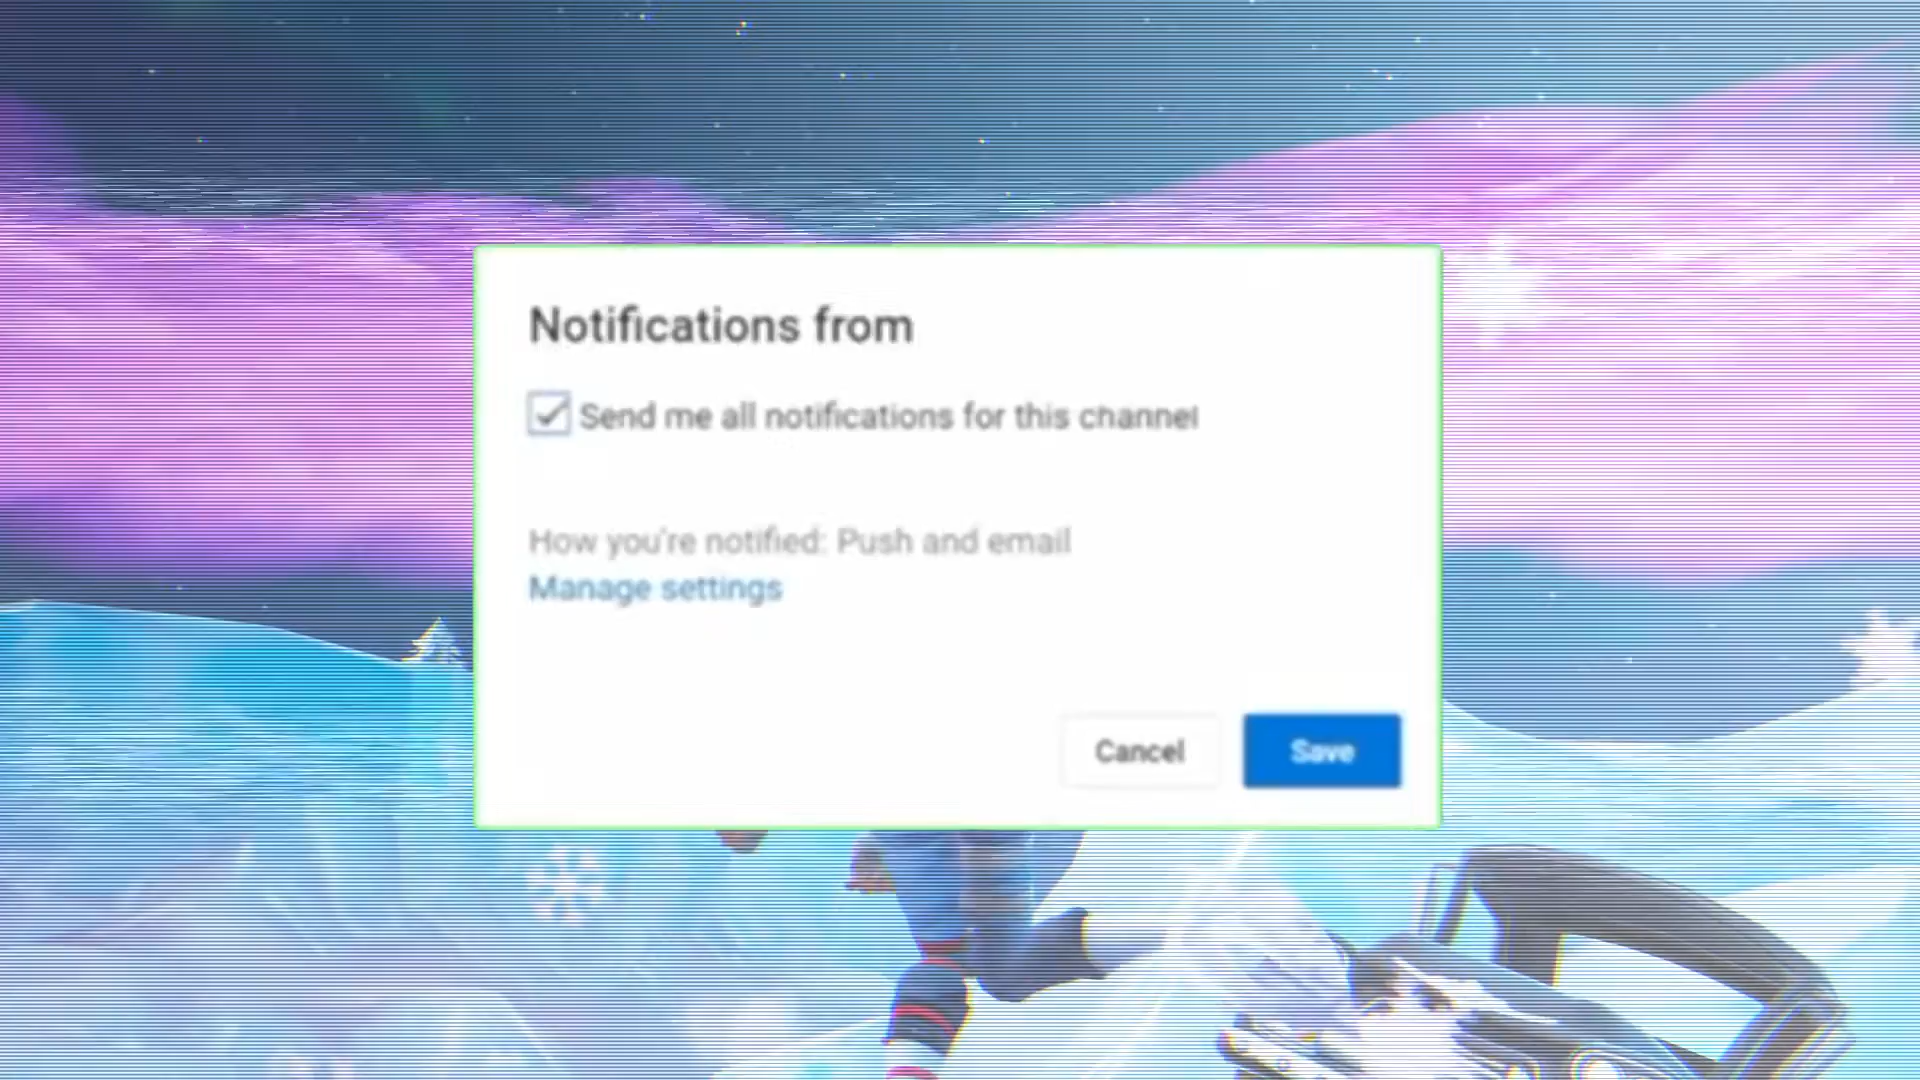 Notifications from
Send me all notifications for this channel
How you're notified: Push and email
Manage settings
Cancel
Save